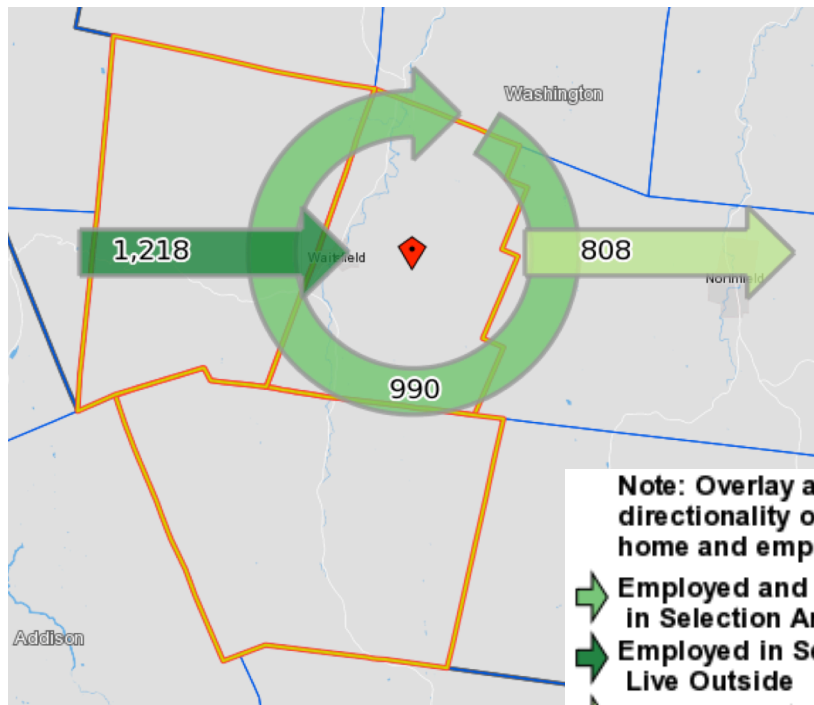 Washington
1,218
Waitsfield
808
Northfield
990
Note: Overlay a
directionality o
home and emp
Employed and
in Selection Ar
Addison
Employed in Se
Live Outside